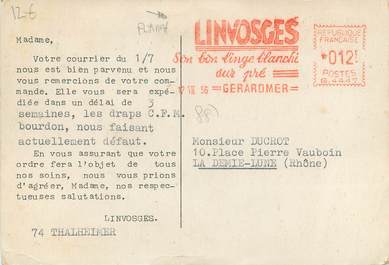 12-€
FLAMME
LINVOSGES
Son bon linge blanchi
sur pré
GERARDMER
VII 56
REPUBLIQUE
FRANÇAISE
*012F
POSTES
Madame,
Votre courrier du 1/7
nous est bien parvenu et nous
vous remercions de votre com-
mande. Elle vous sera expé-
diée dans un délai de 3
semaines, les draps C.F.M.
bourdon, nous faisant
actuellement défaut.
En vous assurant que votre
ordre fera l'objet de tous
nos soins, nous vous prions
d'agréer, Madame, nos respec-
tueuses salutations.
LINVOSGES.
74 THALHEIMER
(88)
Monsieur DUCROT
10.Place Pierre Vauboin
LA DEMIE-LUNE (Rhône)